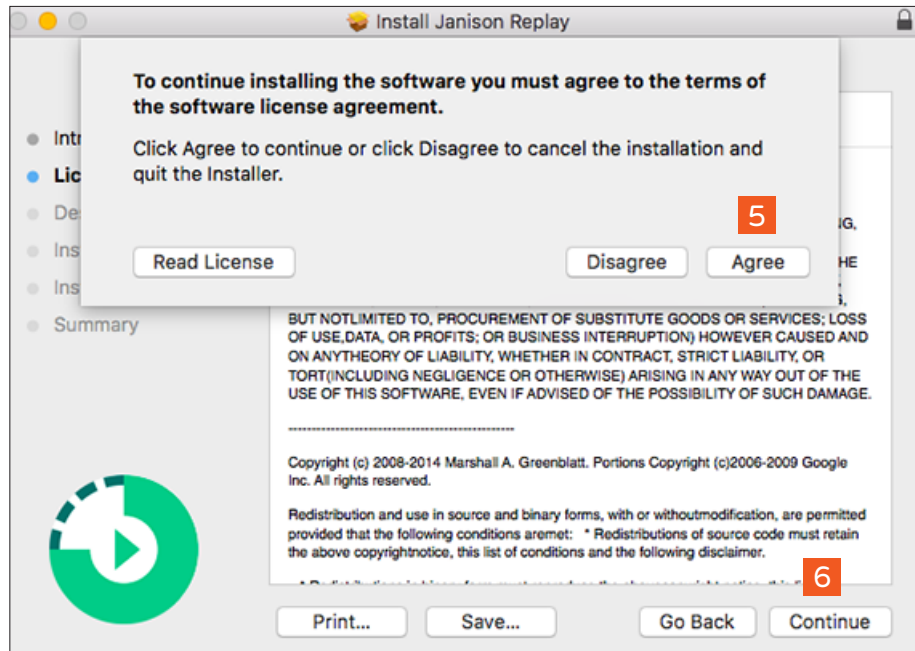 Install Janison Replay
To continue installing the software you must agree to the terms of
the software license agreement.
Click Agree to continue or click Disagree to cancel the installation and
quit the Installer.
5
Read License
Disagree
Agree
Intr
Lic
De
Ins
Ins
Summary
G,
HE
BUT NOTLIMITED TO, PROCUREMENT OF SUBSTITUTE GOODS OR SERVICES; LOSS
OF USE,DATA, OR PROFITS; OR BUSINESS INTERRUPTION) HOWEVER CAUSED AND
ON ANYTHEORY OF LIABILITY, WHETHER IN CONTRACT, STRICT LIABILITY, OR
TORT(INCLUDING NEGLIGENCE OR OTHERWISE) ARISING IN ANY WAY OUT OF THE
USE OF THIS SOFTWARE, EVEN IF ADVISED OF THE POSSIBILITY OF SUCH DAMAGE.
------------------------------------------------
Copyright (c) 2008-2014 Marshall A. Greenblatt. Portions Copyright (c)2006-2009 Google
Inc. All rights reserved.
Redistribution and use in source and binary forms, with or withoutmodification, are permitted
provided that the following conditions aremet: * Redistributions of source code must retain
the above copyrightnotice, this list of conditions and the following disclaimer.
6
Print...
Save...
Go Back
Continue